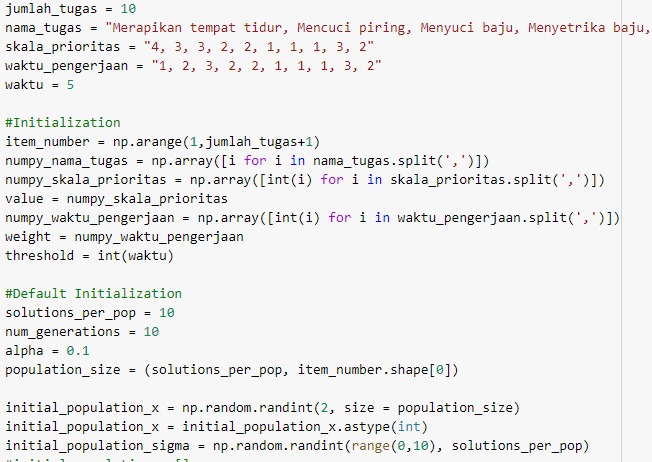 jumlah_tugas = 10
nama_tugas = "Merapikan tempat tidur, Mencuci piring, Menyuci baju, Menyetrika baju,
skala_prioritas = "4, 3, 3, 2, 2, 1, 1, 1, 3, 2"
waktu_pengerjaan = "1, 2, 3, 2, 2, 1, 1, 1, 3, 2"
waktu = 5
#Initialization
item_number = np.arange(1,jumlah_tugas+1)
numpy_nama_tugas = np.array([i for i in nama_tugas.split(',')])
numpy_skala_prioritas = np.array([int(i) for i in skala_prioritas.split(',')])
value = numpy_skala_prioritas
numpy_waktu_pengerjaan = np.array([int(i) for i in waktu_pengerjaan.split(',')])
weight = numpy_waktu_pengerjaan
threshold = int(waktu)
#Default Initialization
solutions_per_pop = 10
num_generations = 10
alpha = 0.1
population_size = (solutions_per_pop, item_number.shape[0])
initial_population_x = np.random.randint(2, size = population_size)
initial_population_x = initial_population_x.astype(int)
initial_population_sigma = np.random.randint(range(0,10), solutions_per_pop)